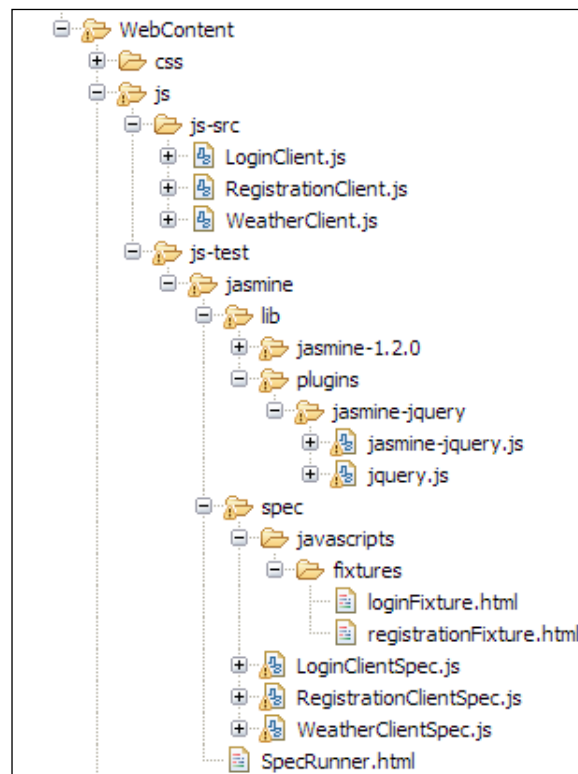 WebContent
css
js
js-src
LoginClient.js
RegistrationClient.js
WeatherClient.js
js-test
jasmine
lib
jasmine-1.2.0
plugins
jasmine-jquery
jasmine-jquery.js
jquery.js
spec
javascripts
fixtures
loginFixture.html
registrationFixture.html
LoginClientSpec.js
RegistrationClientSpec.js
WeatherClientSpec.js
SpecRunner.html